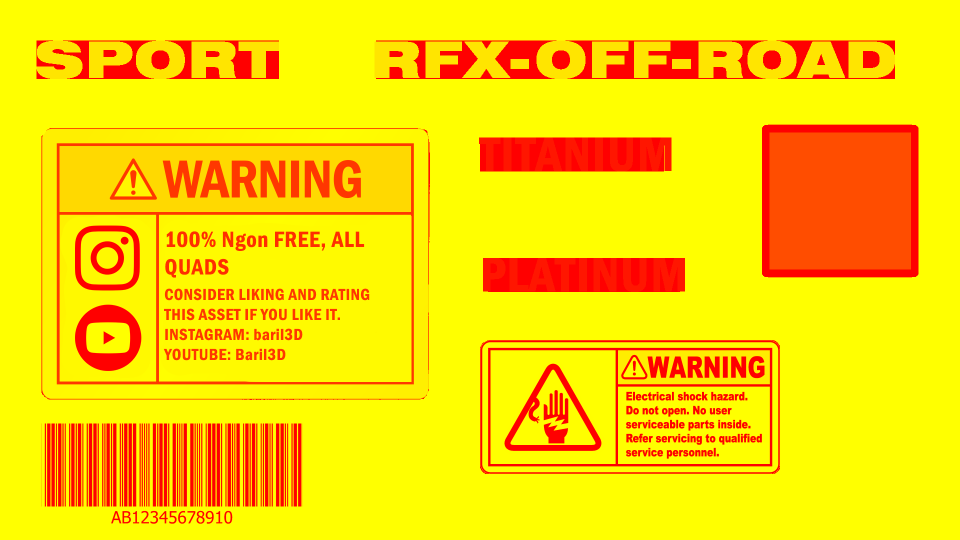 SPORT
RFX-OFF-ROAD
WARNING
100% Ngon FREE, ALL
QUADS
CONSIDER LIKING AND RATING
THIS ASSET IF YOU LIKE IT.
INSTAGRAM: baril3D
YOUTUBE: Baril3D
TITANIUM
PLATINUM
WARNING
Electrical shock hazard.
Do not open. No user
serviceable parts inside.
Refer servicing to qualified
service personnel.
AB12345678910